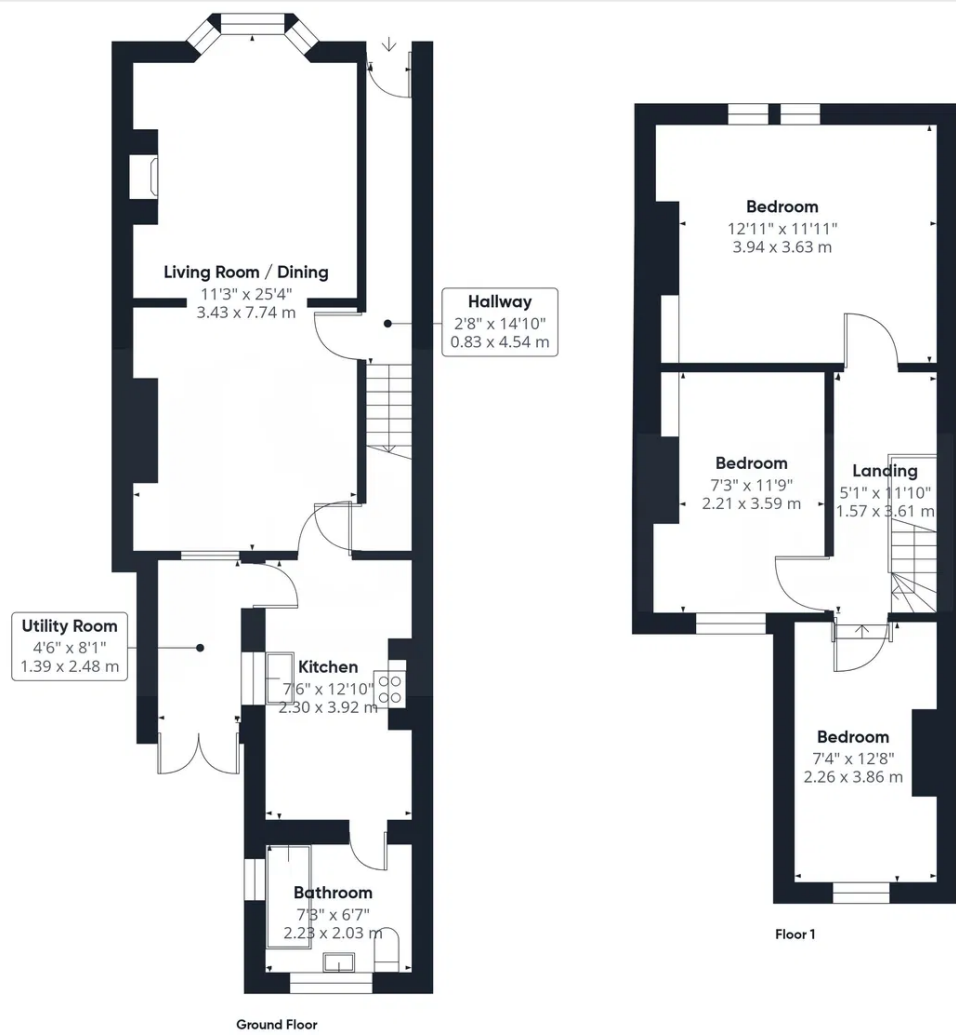 Living Room / Dining
11'3" x 25'4"
3.43 x 7.74 m
Hallway
2'8" x 14'10"
0.83 x 4.54 m
Utility Room
4'6" x 8'1"
1.39 x 2.48 m
Kitchen
7'6" x 12'10"
2.30 x 3.92 m
Bathroom
7'3" x 6'7"
2.23 x 2.03 m
Ground Floor
Bedroom
12'11" x 11'11"
3.94 x 3.63 m
Bedroom
7'3" x 11'9"
2.21 x 3.59 m
Landing
5'1" x 11'10"
1.57 x 3.61 m
Bedroom
7'4" x 12'8"
2.26 x 3.86 m
Floor 1